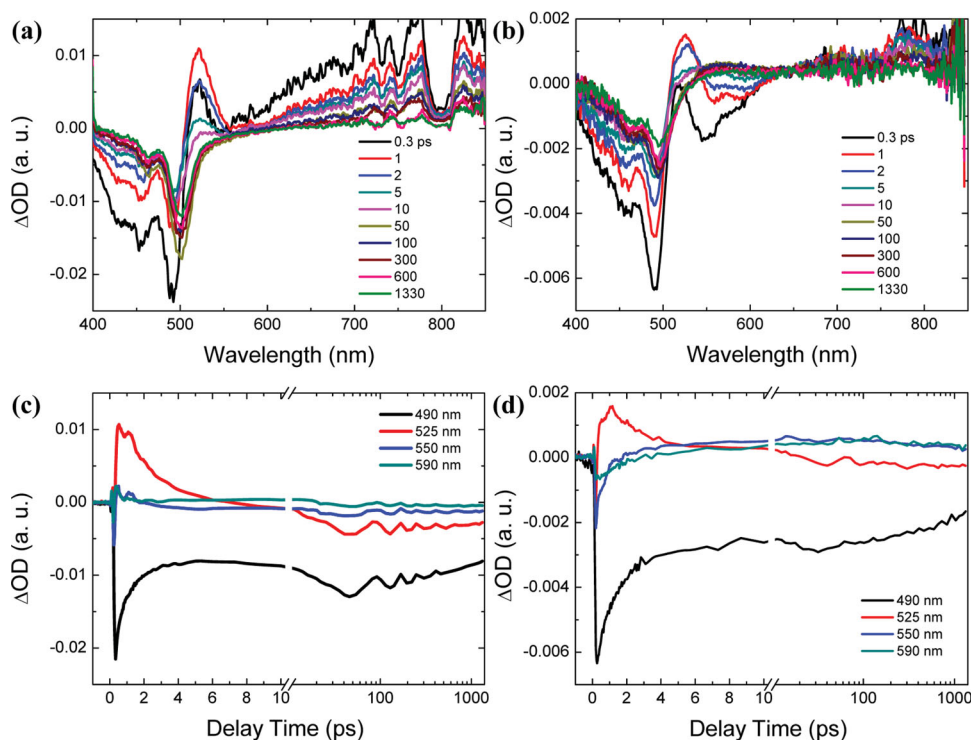 (a)
0.01
0.00
-0.01
-0.02
ΔOD (a. u.)
0.3 ps
1
2
5
10
50
100
300
600
1330
400 500 600 700 800
Wavelength (nm)
(b)
0.002
0.000
-0.002
-0.004
-0.006
ΔOD (a. u.)
0.3 ps
1
2
5
10
50
100
300
600
1330
400 500 600 700 800
Wavelength (nm)
(c)
0.01
0.00
-0.01
-0.02
ΔOD (a. u.)
490 nm
525 nm
550 nm
590 nm
0 2 4 6 8 10 100 1000
Delay Time (ps)
(d)
0.002
0.000
-0.002
-0.004
-0.006
ΔOD (a. u.)
490 nm
525 nm
550 nm
590 nm
0 2 4 6 8 10 100 1000
Delay Time (ps)